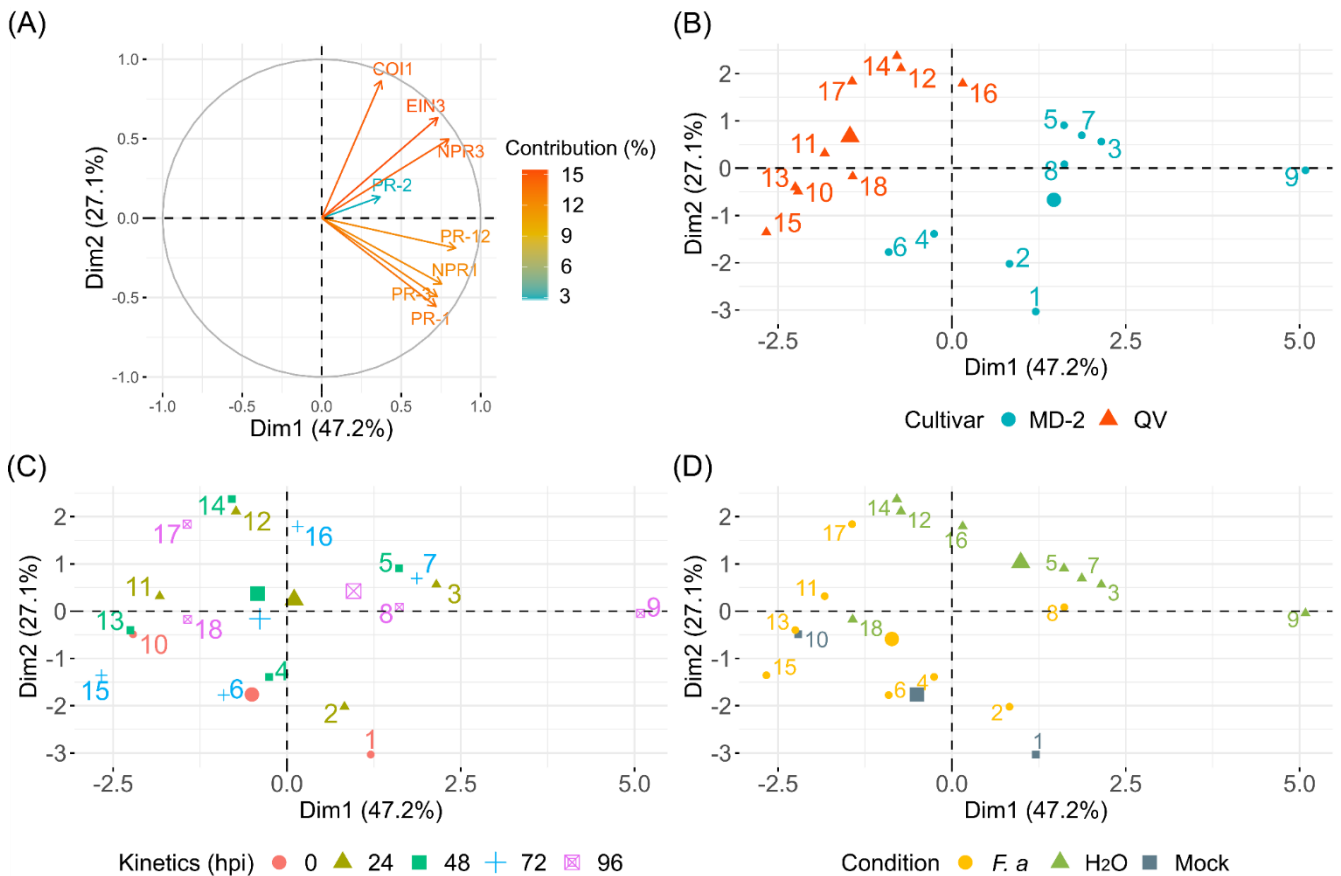 (A)
1.0
0.5
0.0
-0.5
-1.0
Dim2 (27.1%)
COI1
EIN3
NPR3
PR-2
PR-12
NPR1
PR-3
PR-1
-1.0 -0.5 0.0 0.5 1.0
Dim1 (47.2%)
Contribution (%)
15
12
9
6
3
(B)
2
1
0
-1
-2
-3
Dim2 (27.1%)
14
12
17
16
5
7
11
3
8
9
13
10
18
15
6
4
2
1
-2.5 0.0 2.5 5.0
Dim1 (47.2%)
Cultivar MD-2 QV
(C)
2
1
0
-1
-2
-3
Dim2 (27.1%)
14
12
17
16
5
7
11
3
8
9
13
18
10
15
6
4
2
1
-2.5 0.0 2.5 5.0
Dim1 (47.2%)
Kinetics (hpi) 0 24 48 72 96
(D)
2
1
0
-1
-2
-3
Dim2 (27.1%)
14
12
17
16
5
7
11
3
8
9
13
10
18
15
6
4
2
1
-2.5 0.0 2.5 5.0
Dim1 (47.2%)
Condition F. a H2O Mock